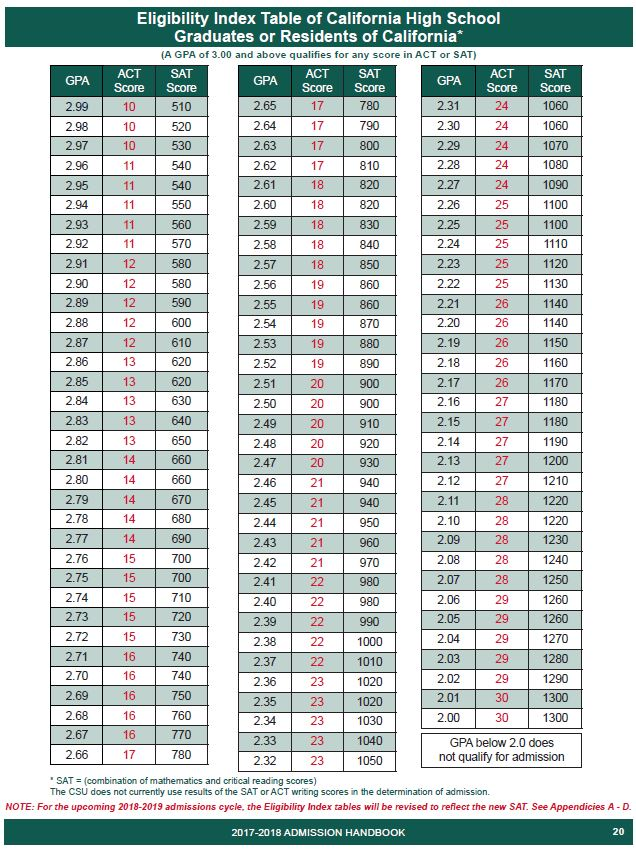 Eligibility Index Table of California High School
Graduates or Residents of California*
(A GPA of 3.00 and above qualifies for any score in ACT or SAT)
GPA ACT Score SAT Score
2.99 10 510
2.98 10 520
2.97 10 530
2.96 11 540
2.95 11 540
2.94 11 550
2.93 11 560
2.92 11 570
2.91 12 580
2.90 12 580
2.89 12 590
2.88 12 600
2.87 12 610
2.86 13 620
2.85 13 620
2.84 13 630
2.83 13 640
2.82 13 650
2.81 14 660
2.80 14 660
2.79 14 670
2.78 14 680
2.77 14 690
2.76 15 700
2.75 15 700
2.74 15 710
2.73 15 720
2.72 15 730
2.71 16 740
2.70 16 740
2.69 16 750
2.68 16 760
2.67 16 770
2.66 17 780
GPA ACT Score SAT Score
2.65 17 780
2.64 17 790
2.63 17 800
2.62 17 810
2.61 18 820
2.60 18 820
2.59 18 830
2.58 18 840
2.57 18 850
2.56 19 860
2.55 19 860
2.54 19 870
2.53 19 880
2.52 19 890
2.51 20 900
2.50 20 900
2.49 20 910
2.48 20 920
2.47 20 930
2.46 21 940
2.45 21 940
2.44 21 950
2.43 21 960
2.42 21 970
2.41 22 980
2.40 22 980
2.39 22 990
2.38 22 1000
2.37 22 1010
2.36 23 1020
2.35 23 1020
2.34 23 1030
2.33 23 1040
2.32 23 1050
GPA ACT Score SAT Score
2.31 24 1060
2.30 24 1060
2.29 24 1070
2.28 24 1080
2.27 24 1090
2.26 25 1100
2.25 25 1100
2.24 25 1110
2.23 25 1120
2.22 25 1130
2.21 26 1140
2.20 26 1140
2.19 26 1150
2.18 26 1160
2.17 26 1170
2.16 27 1180
2.15 27 1180
2.14 27 1190
2.13 27 1200
2.12 27 1210
2.11 28 1220
2.10 28 1220
2.09 28 1230
2.08 28 1240
2.07 28 1250
2.06 29 1260
2.05 29 1260
2.04 29 1270
2.03 29 1280
2.02 29 1290
2.01 30 1300
2.00 30 1300
GPA below 2.0 does
not qualify for admission
* SAT = (combination of mathematics and critical reading scores)
The CSU does not currently use results of the SAT or ACT writing scores in the determination of admission.
NOTE: For the upcoming 2018-2019 admissions cycle, the Eligibility Index tables will be revised to reflect the new SAT. See Appendicies A - D.
2017-2018 ADMISSION HANDBOOK 20